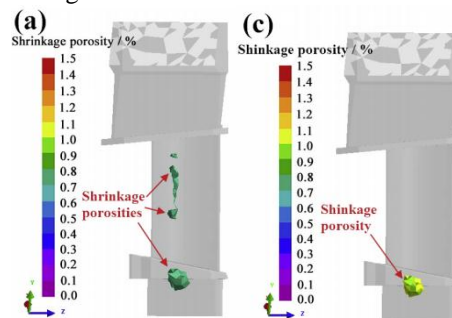 (a)
Shrinkage porosity / %
1.5
1.4
1.3
1.2
1.1
1.0
0.9
0.8
0.7
0.6
0.5
0.4
0.3
0.2
0.1
0.0
Shrinkage
porosities
Y
Z
(c)
Shinkage porosity / %
1.5
1.4
1.3
1.2
1.1
1.0
0.9
0.8
0.7
0.6
0.5
0.4
0.3
0.2
0.1
0.0
Shinkage
porosity
Y
Z